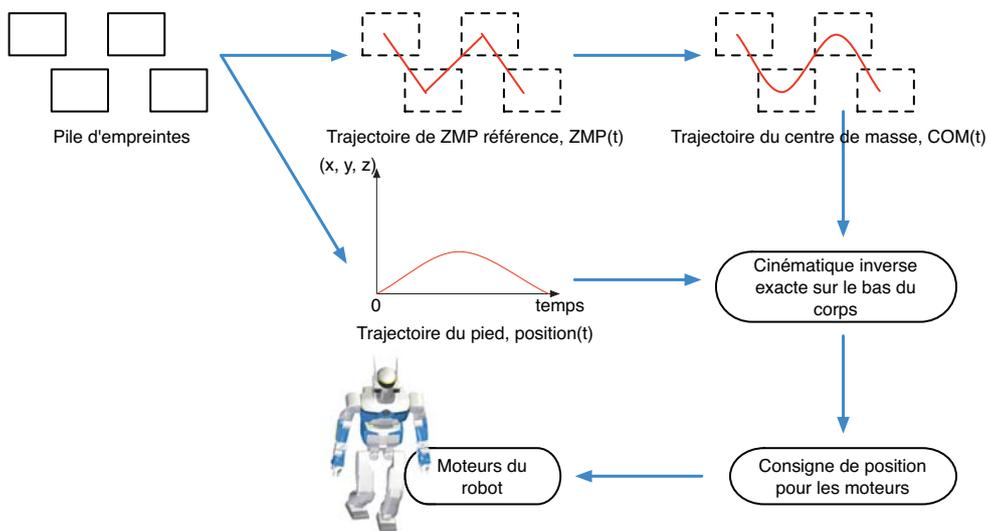 Pile d'empreintes
Trajectoire de ZMP référence, ZMP(t)
Trajectoire du centre de masse, COM(t)
(x, y, z)
0
temps
Trajectoire du pied, position(t)
Cinématique inverse
exacte sur le bas du
corps
Moteurs du
robot
Consigne de position
pour les moteurs